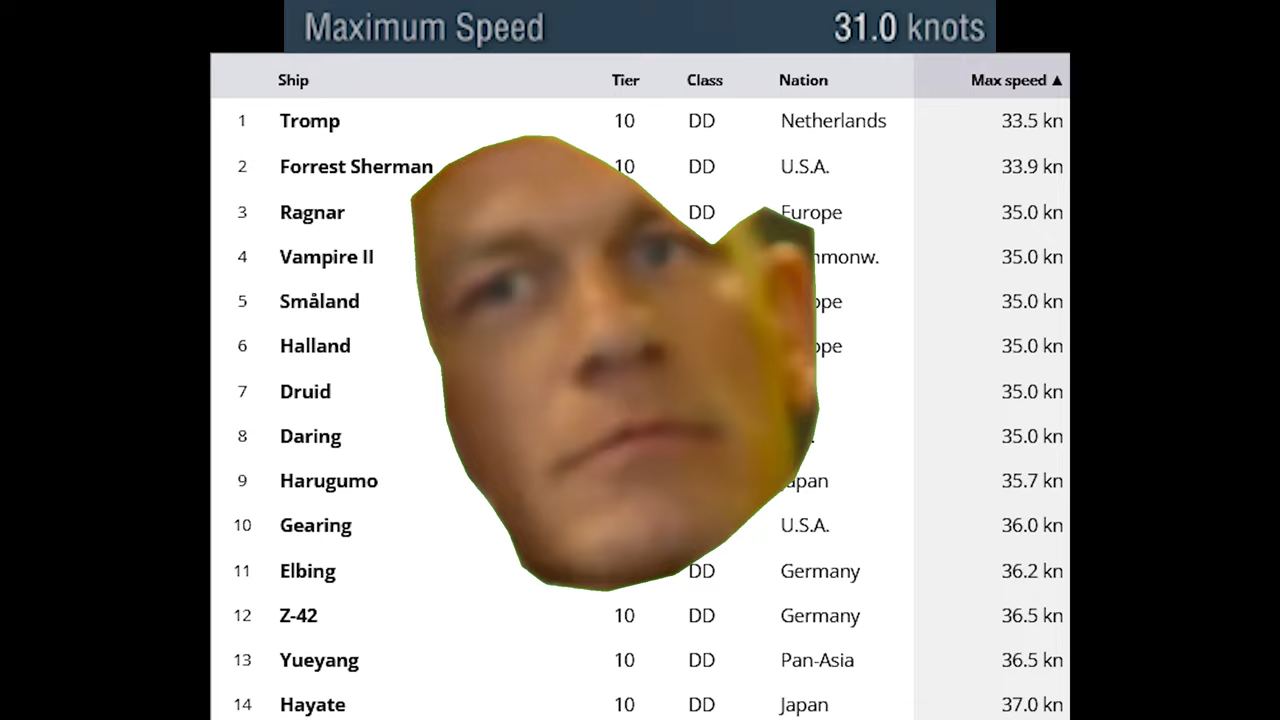 Maximum Speed 31.0 knots
Ship Tier Class Nation Max speed ▲
1 Tromp 10 DD Netherlands 33.5 kn
2 Forrest Sherman 10 DD U.S.A. 33.9 kn
3 Ragnar DD Europe 35.0 kn
4 Vampire II 35.0 kn
5 Småland 35.0 kn
6 Halland 35.0 kn
7 Druid 35.0 kn
8 Daring 35.0 kn
9 Harugumo Japan 35.7 kn
10 Gearing U.S.A. 36.0 kn
11 Elbing DD Germany 36.2 kn
12 Z-42 10 DD Germany 36.5 kn
13 Yueyang 10 DD Pan-Asia 36.5 kn
14 Hayate 10 DD Japan 37.0 kn